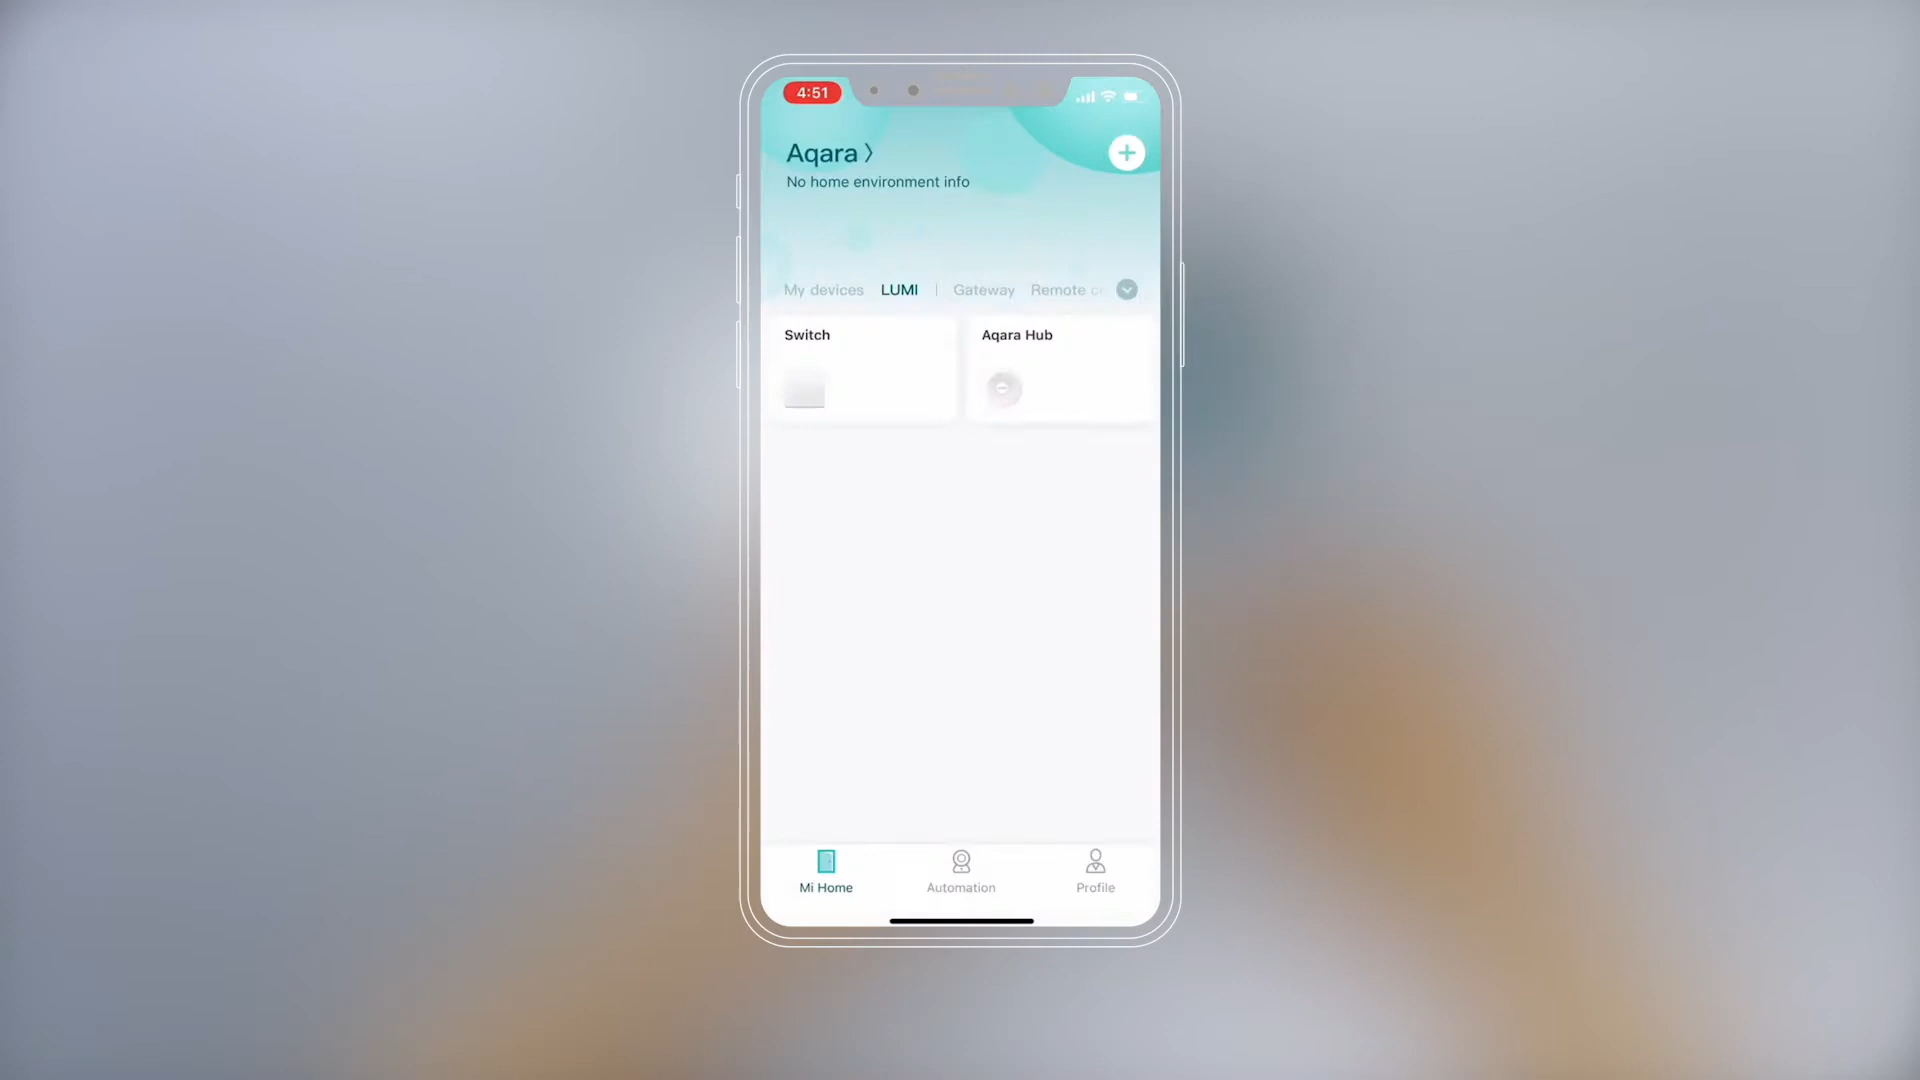 4:51
Aqara >
No home environment info
My devices LUMI | Gateway Remote
Switch
Aqara Hub
Mi Home
Automation
Profile